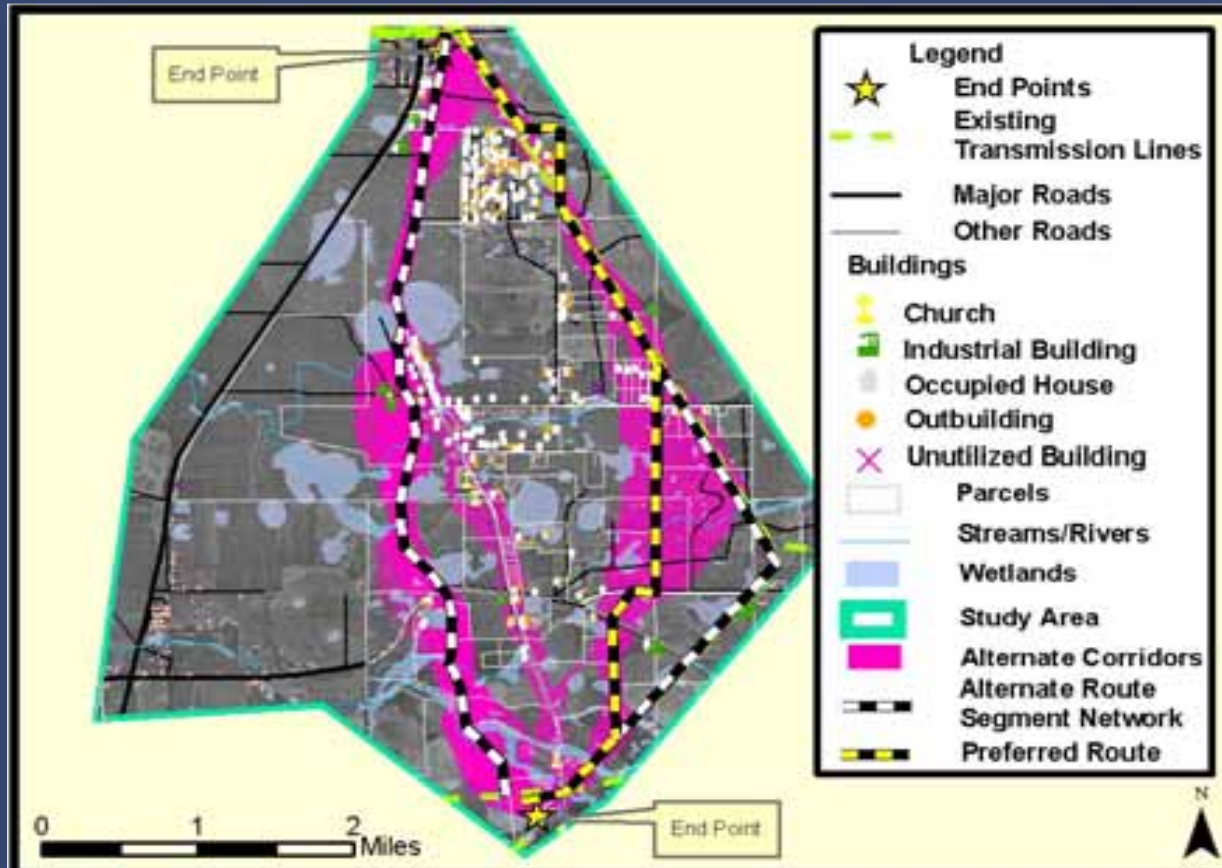 End Point
Legend
End Points
Existing
Transmission Lines
Major Roads
Other Roads
Buildings
Church
Industrial Building
Occupied House
Outbuilding
Unutilized Building
Parcels
Streams/Rivers
Wetlands
Study Area
Alternate Corridors
Alternate Route
Segment Network
Preferred Route
0 1 2
Miles
End Point
N